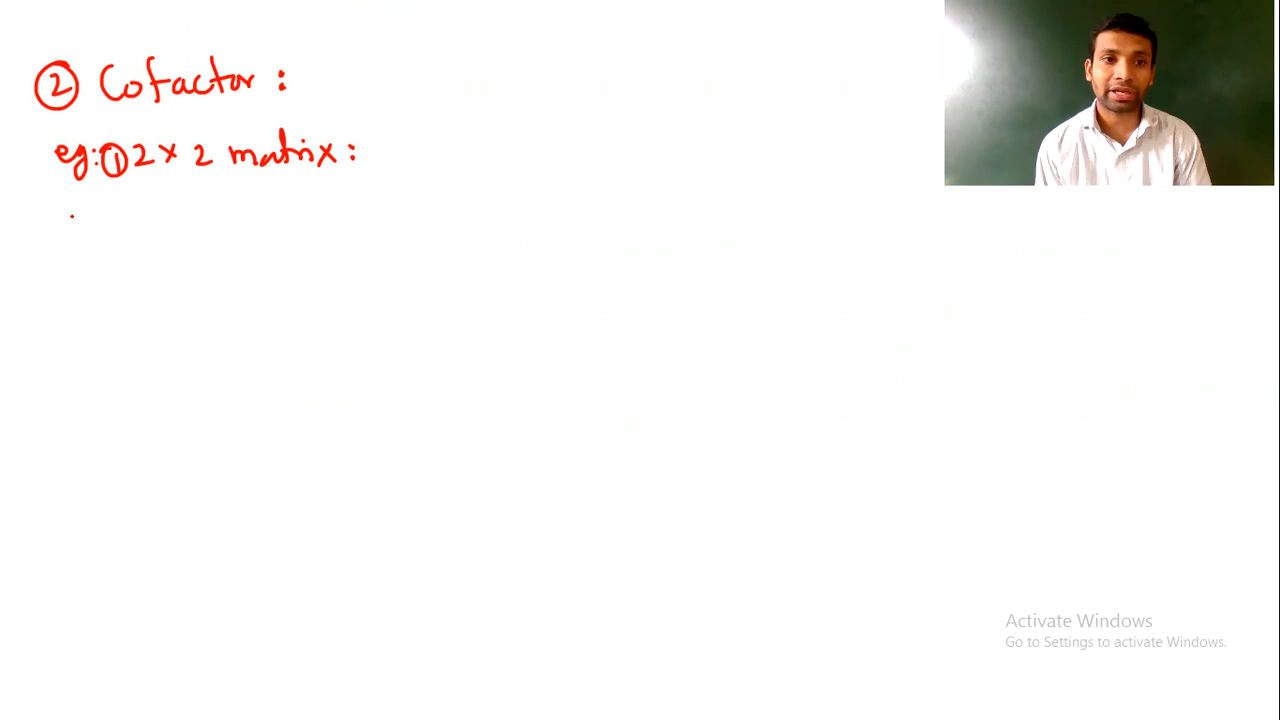 ② Cofactor :
eg: ① 2 x 2 matrix :
Activate Windows
Go to Settings to activate Windows.